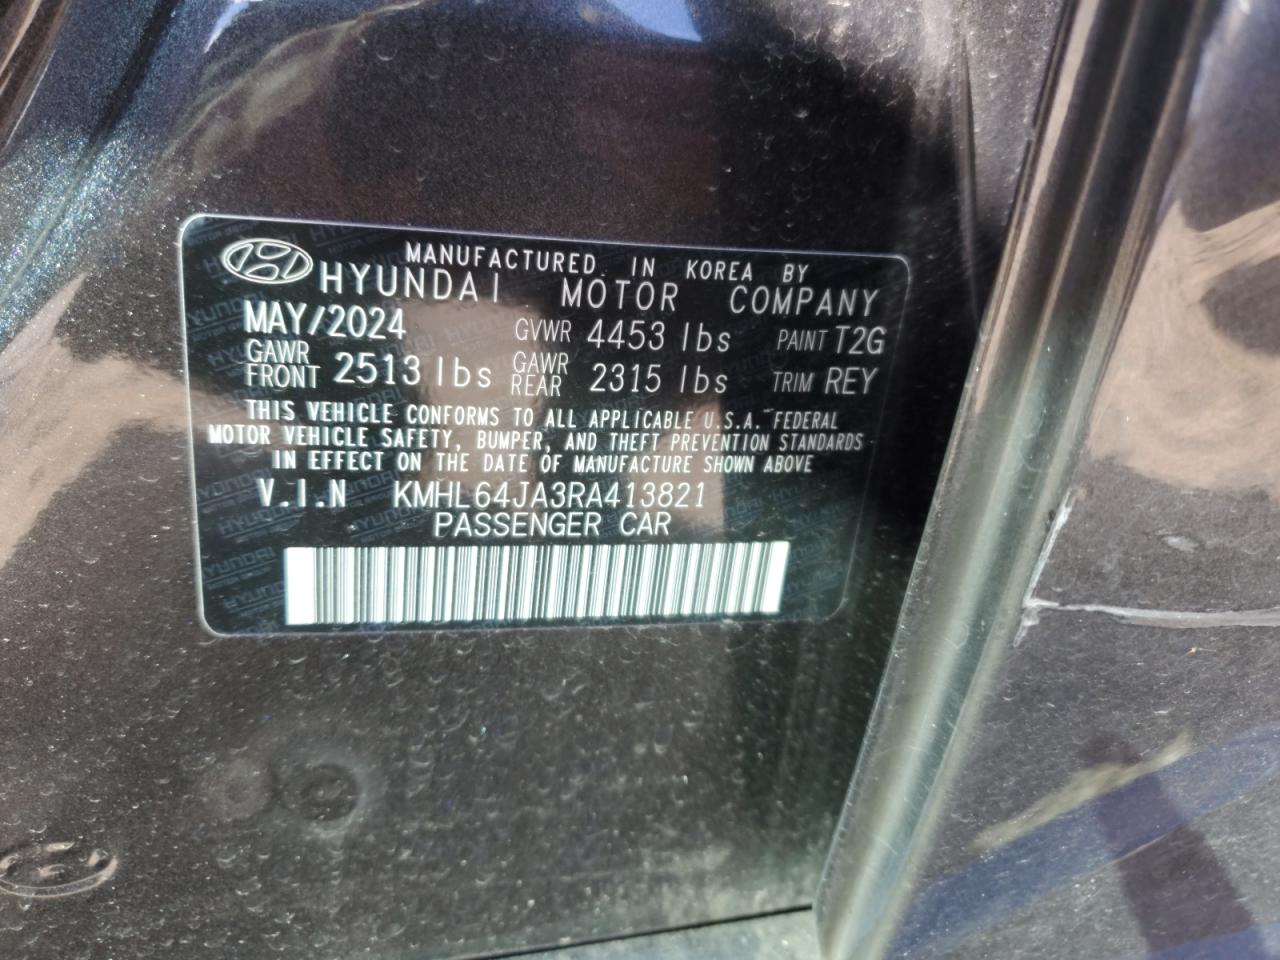 MANUFACTURED IN KOREA BY
HYUNDAI MOTOR COMPANY
MAY/2024 GVWR 4453 lbs PAINT T2G
GAWR FRONT 2513 lbs GAWR REAR 2315 lbs TRIM REY
THIS VEHICLE CONFORMS TO ALL APPLICABLE U.S.A. FEDERAL
MOTOR VEHICLE SAFETY, BUMPER, AND THEFT PREVENTION STANDARDS
IN EFFECT ON THE DATE OF MANUFACTURE SHOWN ABOVE
V.I.N KMHL64JA3RA413821
PASSENGER CAR